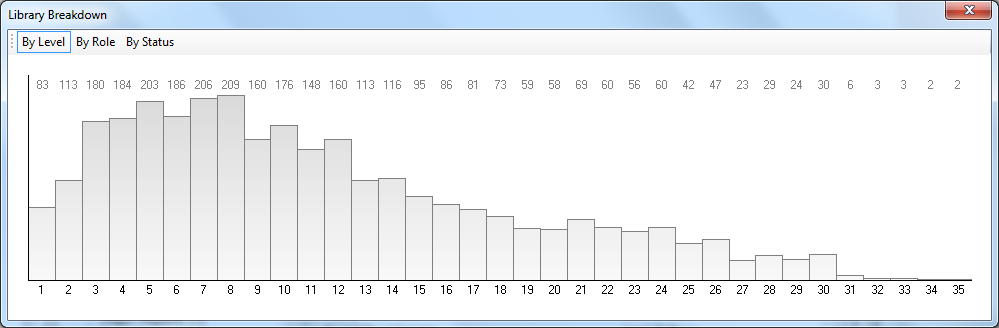 Library Breakdown
By Level By Role By Status
83 113 180 184 203 186 206 209 160 176 148 160 113 116 95 86 81 73 59 58 69 60 56 60 42 47 23 29 24 30 6 3 3 2 2
1 2 3 4 5 6 7 8 9 10 11 12 13 14 15 16 17 18 19 20 21 22 23 24 25 26 27 28 29 30 31 32 33 34 35